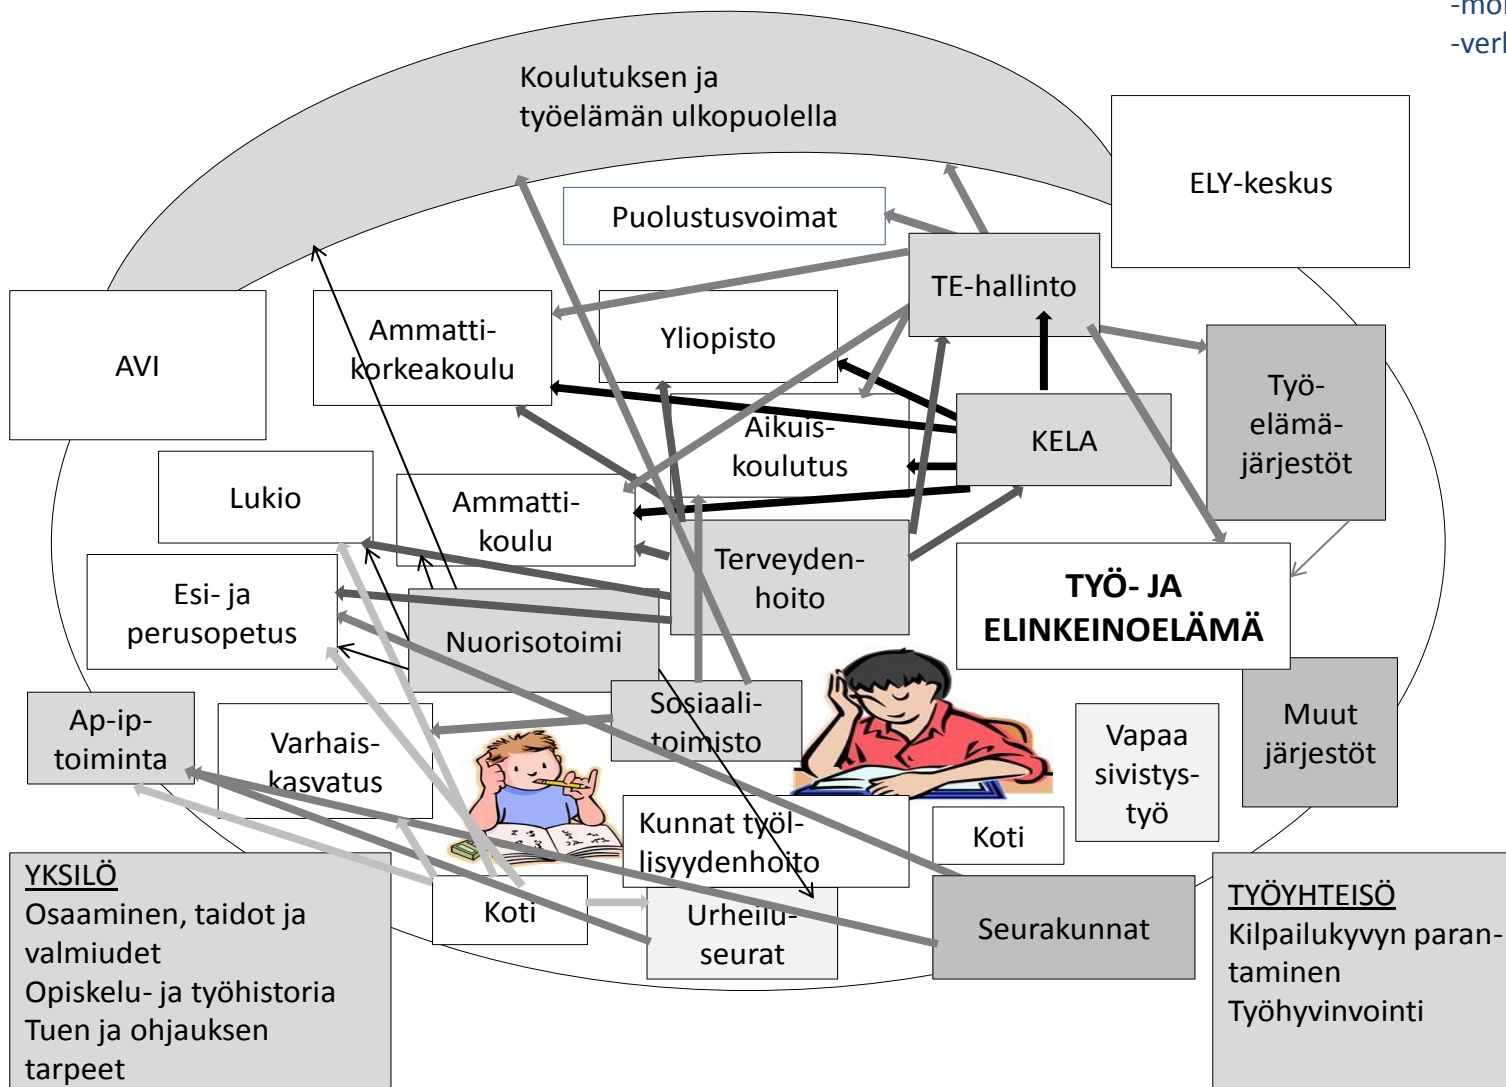 Koulutuksen ja
työelämän ulkopuolella
ELY-keskus
Puolustusvoimat
TE-hallinto
AVI
Ammatti-
korkeakoulu
Yliopisto
Työ-
elämä-
järjestöt
Aikuis-
koulutus
KELA
Lukio
Ammatti-
koulu
Terveyden-
hoito
TYÖ- JA
ELINKEINOELÄMÄ
Esi- ja
perusopetus
Nuorisotoimi
Sosiaali-
toimisto
Ap-ip-
toiminta
Varhais-
kasvatus
Vapaa
sivistys-
työ
Muut
järjestöt
Kunnat työl-
lisyydenhoito
Koti
Koti
Urheilu-
seurat
Seurakunnat
YKSILÖ
Osaaminen, taidot ja
valmiudet
Opiskelu- ja työhistoria
Tuen ja ohjauksen
tarpeet
TYÖYHTEISÖ
Kilpailukyvyn paran-
taminen
Työhyvinvointi